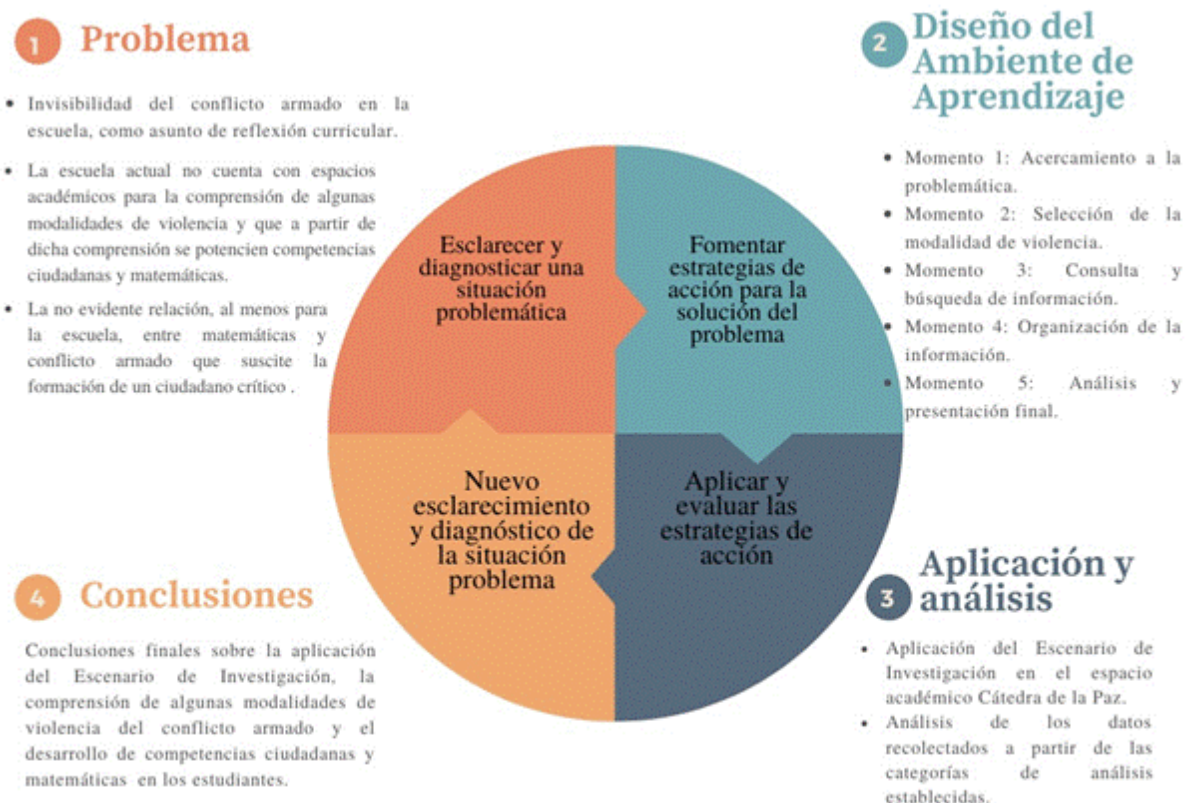 1 Problema
• Invisibilidad del conflicto armado en la
escuela, como asunto de reflexión curricular.
• La escuela actual no cuenta con espacios
académicos para la comprensión de algunas
modalidades de violencia y que a partir de
dicha comprensión se potencien competencias
ciudadanas y matemáticas.
• La no evidente relación, al menos para
la escuela, entre matemáticas y
conflicto armado que suscite la
formación de un ciudadano crítico .
2 Diseño del
Ambiente de
Aprendizaje
• Momento 1: Acercamiento a la
problemática.
• Momento 2: Selección de la
modalidad de violencia.
• Momento 3: Consulta y
búsqueda de información.
• Momento 4: Organización de la
información.
• Momento 5: Análisis y
presentación final.
Esclarecer y
diagnosticar una
situación
problemática
Fomentar
estrategias de
acción para la
solución del
problema
Nuevo
esclarecimiento
y diagnóstico de
la situación
problema
Aplicar y
evaluar las
estrategias de
acción
3 Aplicación y
análisis
• Aplicación del Escenario de
Investigación en el espacio
académico Cátedra de la Paz.
• Análisis de los datos
recolectados a partir de las
categorías de análisis
establecidas.
4 Conclusiones
Conclusiones finales sobre la aplicación
del Escenario de Investigación, la
comprensión de algunas modalidades de
violencia del conflicto armado y el
desarrollo de competencias ciudadanas y
matemáticas en los estudiantes.